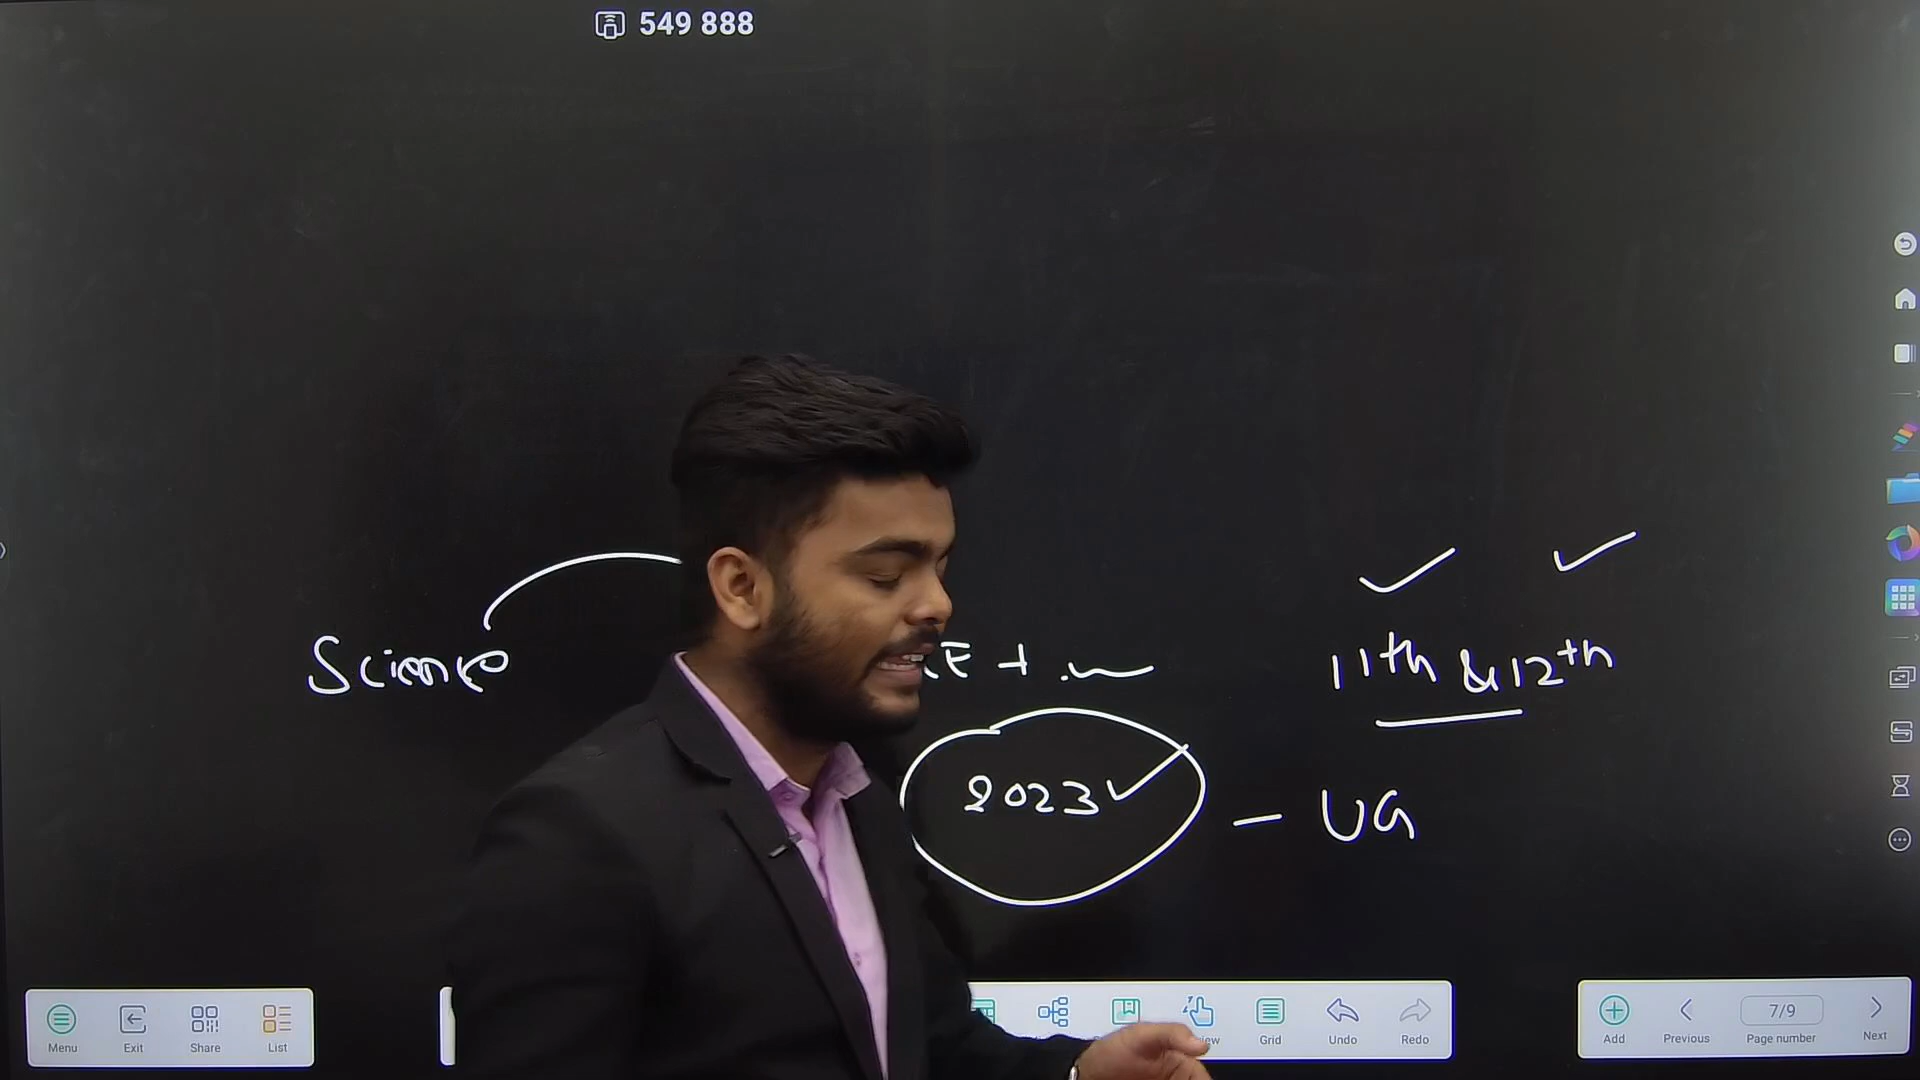 549 888
Science
E +
11th & 12th
2023 - UG
Menu Exit Share List
Grid Undo Redo
Add Previous 7/9 Page number Next